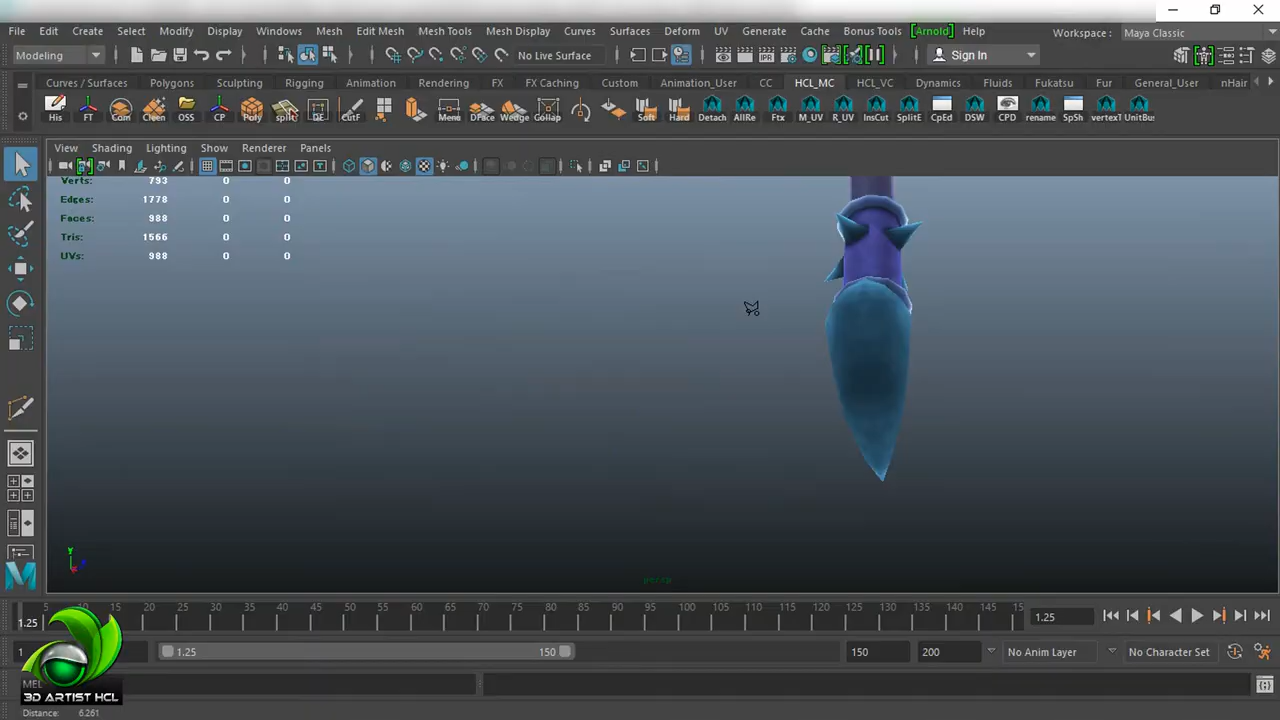 File Edit Create Select Modify Display Windows Mesh Edit Mesh Mesh Tools Mesh Display Curves Surfaces Deform UV Generate Cache Bonus Tools [Arnold] Help Workspace : Maya Classic
Modeling No Live Surface Sign In
Curves / Surfaces Polygons Sculpting Rigging Animation Rendering FX FX Caching Custom Animation_User CC HCL_MC HCL_VC Dynamics Fluids Fukatsu Fur General_User nHair
His FT Cam Cleen OSS CP Poly split DE CutF Menu DFace Wedge Collap Soft Hard Detach AllRe Ftx M_UV R_UV InsCut SplitE CpEd DSW CPD rename SpSh vertexT UnitBus
View Shading Lighting Show Renderer Panels
Verts: 793 0 0
Edges: 1778 0 0
Faces: 988 0 0
Tris: 1566 0 0
UVs: 988 0 0
Y
persp
5 10 15 20 25 30 35 40 45 50 55 60 65 70 75 80 85 90 95 100 105 110 115 120 125 130 135 140 145 15
1.25 1.25
1 1.25 150 150 200 No Anim Layer No Character Set
MEL
3D ARTIST HCL
Distance: 6.261